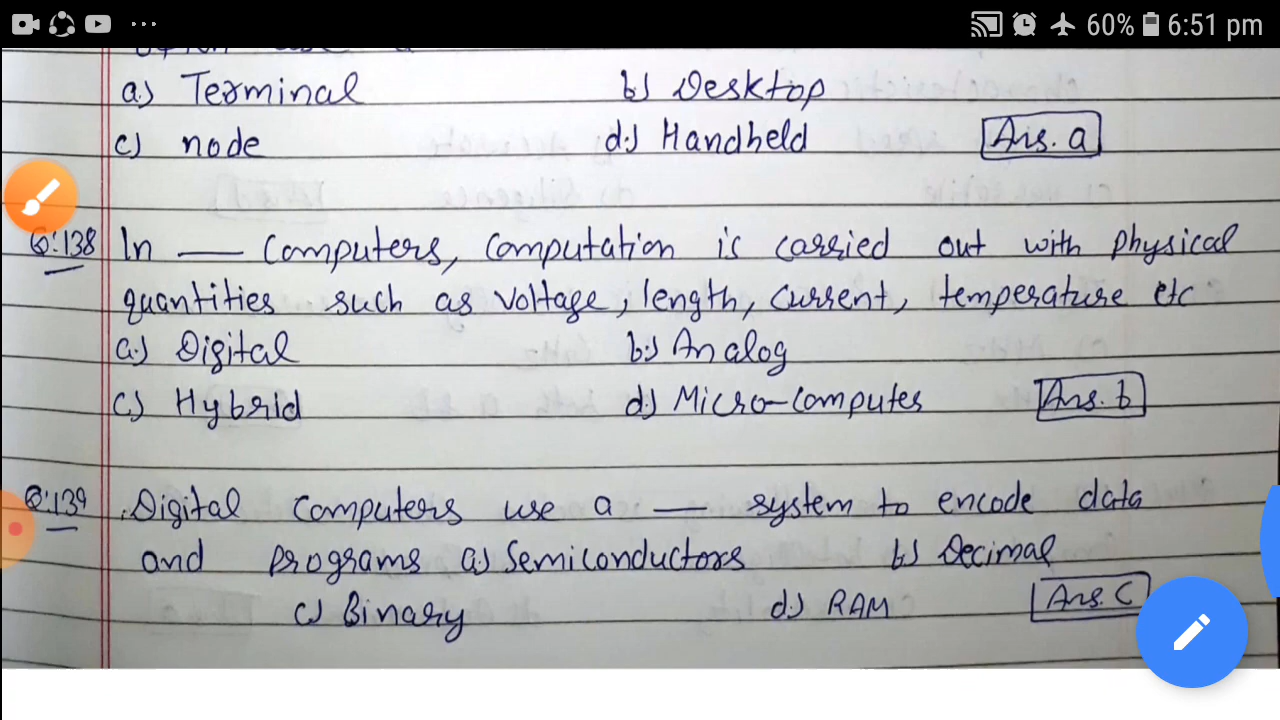 60% 6:51 pm
a.) Terminal b.) Desktop
c.) node d.) Handheld Ans. a
Q:138 In — Computers, Computation is carried out with physical
quantities such as voltage, length, current, temperature etc
a.) Digital b.) Analog
c.) Hybrid d.) Micro-Computes Ans. b
Q:139 Digital Computers use a — system to encode data
and programs a.) Semiconductors b.) Decimal
c.) Binary d.) RAM Ans. C